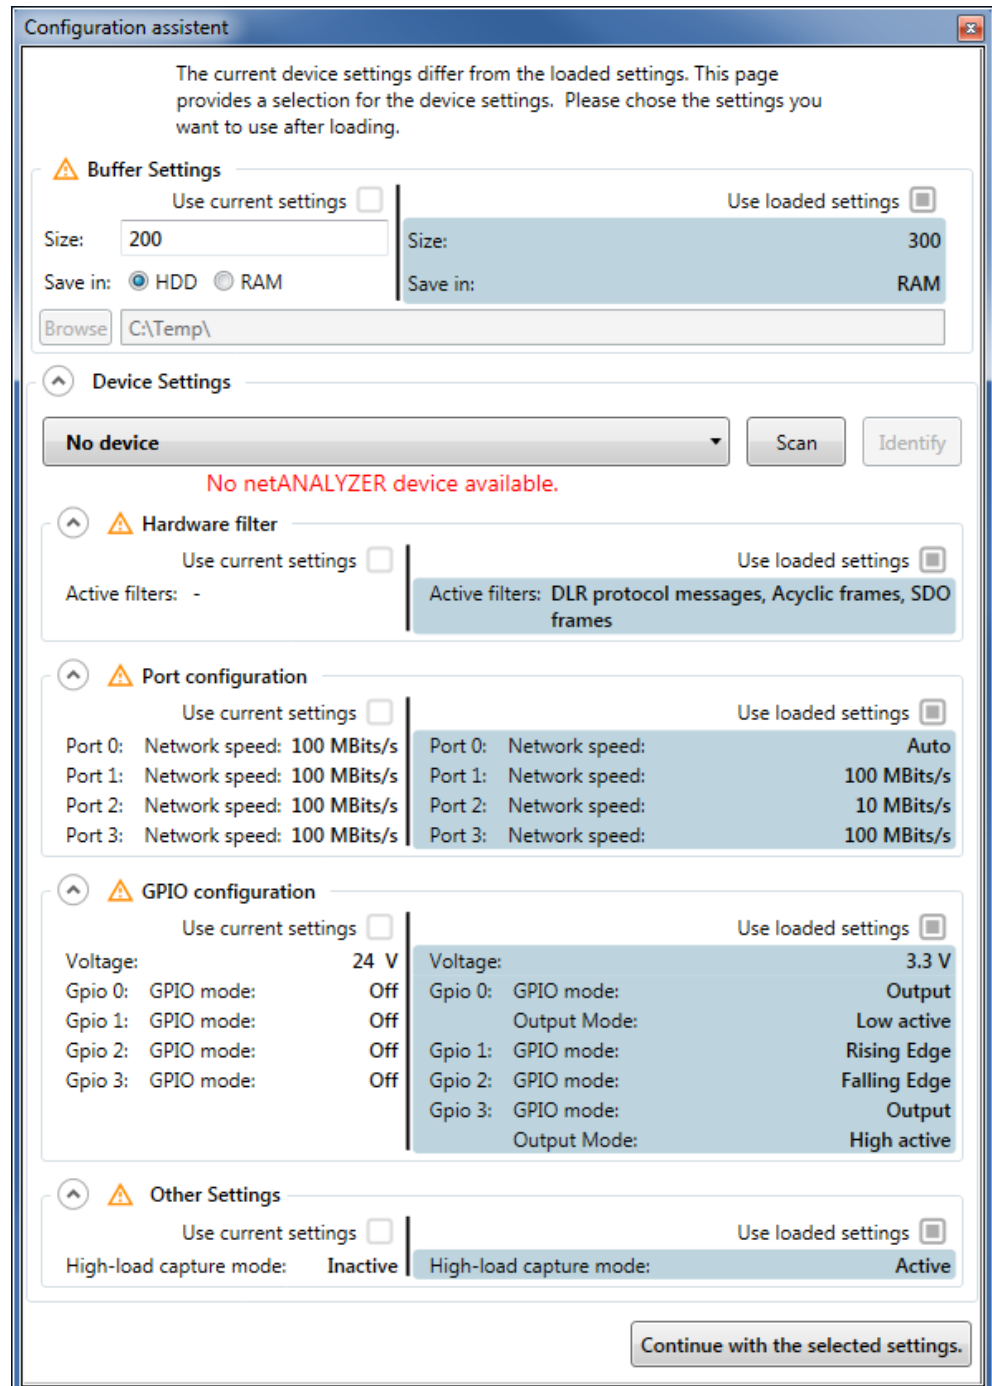 Configuration assistent
The current device settings differ from the loaded settings. This page
provides a selection for the device settings.  Please chose the settings you
want to use after loading.
Buffer Settings
Use current settings
Use loaded settings
Size: 200
Size: 300
Save in: HDD RAM
Save in: RAM
Browse C:\Temp\
Device Settings
No device
Scan
Identify
No netANALYZER device available.
Hardware filter
Use current settings
Use loaded settings
Active filters: -
Active filters: DLR protocol messages, Acyclic frames, SDO
frames
Port configuration
Use current settings
Use loaded settings
Port 0: Network speed: 100 MBits/s
Port 0: Network speed: Auto
Port 1: Network speed: 100 MBits/s
Port 1: Network speed: 100 MBits/s
Port 2: Network speed: 100 MBits/s
Port 2: Network speed: 10 MBits/s
Port 3: Network speed: 100 MBits/s
Port 3: Network speed: 100 MBits/s
GPIO configuration
Use current settings
Use loaded settings
Voltage: 24 V
Voltage: 3.3 V
Gpio 0: GPIO mode: Off
Gpio 0: GPIO mode: Output
Gpio 1: GPIO mode: Off
Output Mode: Low active
Gpio 2: GPIO mode: Off
Gpio 1: GPIO mode: Rising Edge
Gpio 3: GPIO mode: Off
Gpio 2: GPIO mode: Falling Edge
Gpio 3: GPIO mode: Output
Output Mode: High active
Other Settings
Use current settings
Use loaded settings
High-load capture mode: Inactive
High-load capture mode: Active
Continue with the selected settings.